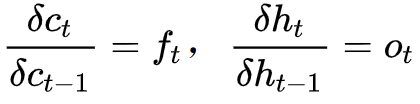 δc_t/δc_{t-1} = f_t, δh_t/δh_{t-1} = o_t